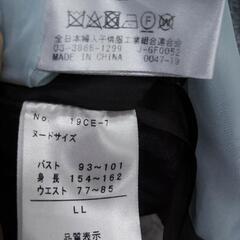 全日本婦人子供服工業組合連合会
03-3866-1299 J-6F0052
MADE IN CHINA 0047-19
No. 19CE-7
ヌードサイズ
バスト 93~101
身長 154~162
ウエスト 77~85
LL
品質表示